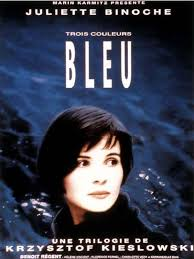 MARIN KARMITZ PRÉSENTE
JULIETTE BINOCHE
TROIS COULEURS
BLEU
UNE TRILOGIE DE
KRZYSZTOF KIESLOWSKI
BENOIT RÉGENT